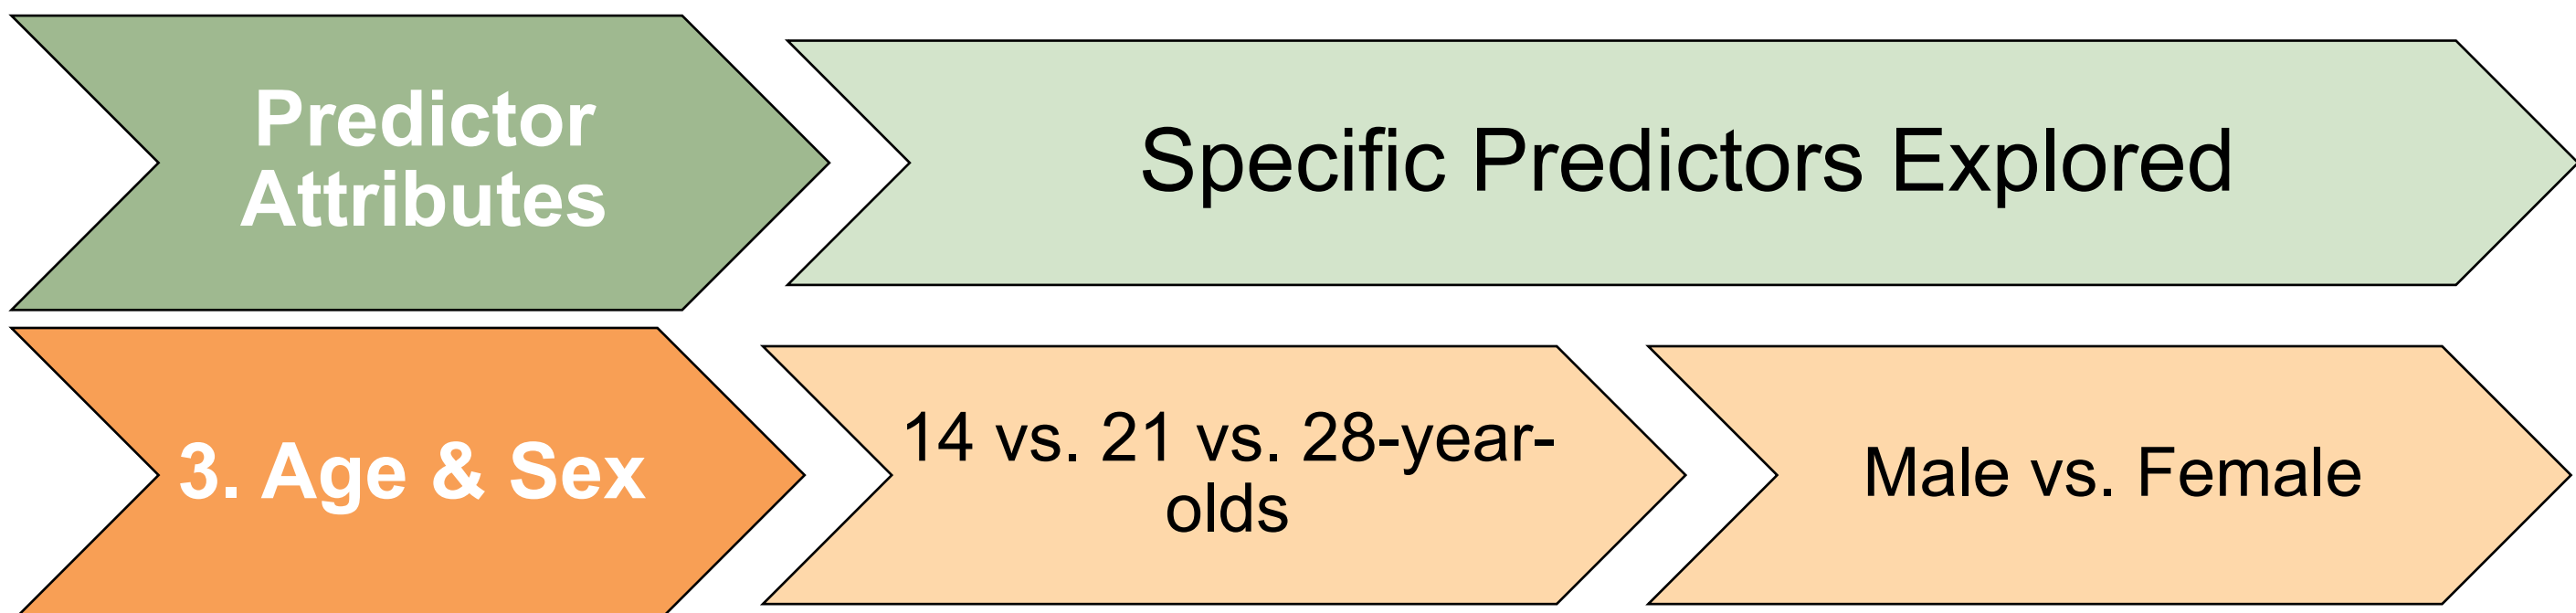 Predictor
Attributes
Specific Predictors Explored
3. Age & Sex
14 vs. 21 vs. 28-year-
olds
Male vs. Female